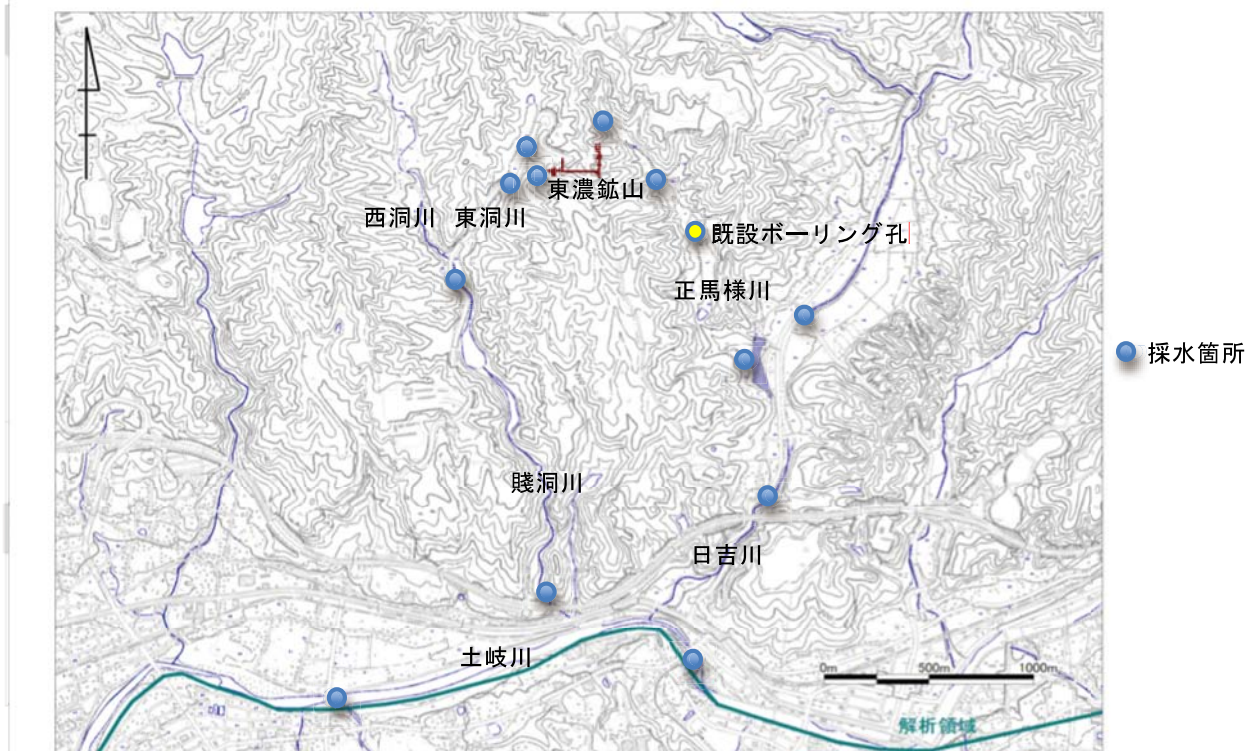 東濃鉱山
西洞川
東洞川
既設ボーリング孔
正馬様川
採水箇所
賤洞川
日吉川
土岐川
0m 500m 1000m
解析領域